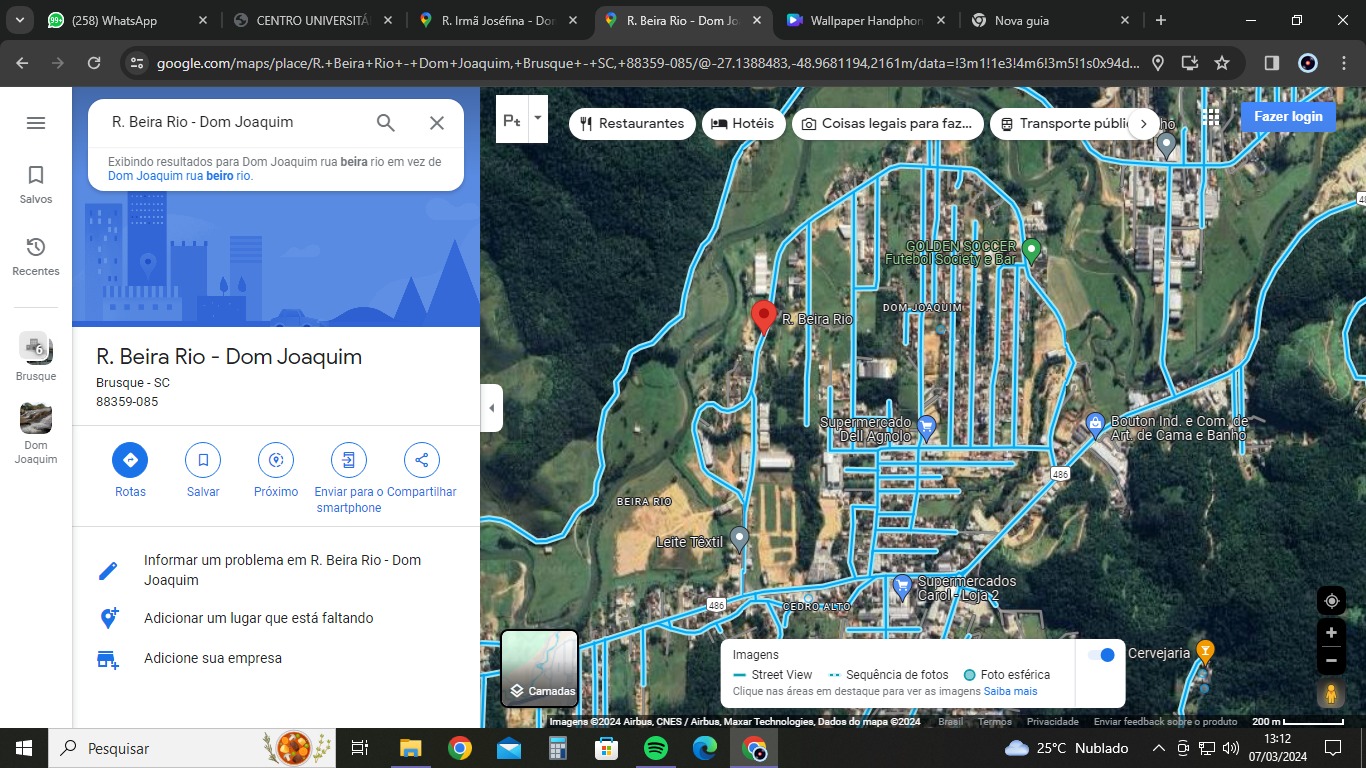 (258) WhatsApp
CENTRO UNIVERSITÁ
R. Irmã Joséfina - Dor
R. Beira Rio - Dom Jo
Wallpaper Handphon
Nova guia
google.com/maps/place/R.+Beira+Rio+-+Dom+Joaquim,+Brusque+-+SC,+88359-085/@-27.1388483,-48.9681194,2161m/data=!3m1!1e3!4m6!3m5!1s0x94d...
R. Beira Rio - Dom Joaquim
Exibindo resultados para Dom Joaquim rua beira rio em vez de
Dom Joaquim rua beiro rio.
Salvos
Recentes
6
Brusque
Dom
Joaquim
R. Beira Rio - Dom Joaquim
Brusque - SC
88359-085
Rotas
Salvar
Próximo
Enviar para o
smartphone
Compartilhar
Informar um problema em R. Beira Rio - Dom
Joaquim
Adicionar um lugar que está faltando
Adicione sua empresa
Pt
Restaurantes
Hotéis
Coisas legais para faz...
Transporte públic
ho
Fazer login
GOLDEN SOCCER
Futebol Society e Bar
DOM JOAQUIM
R. Beira Rio
Supermercado
Dell Agnolo
Bouton Ind. e Com. de
Art. de Cama e Banho
486
BEIRA RIO
Leite Têxtil
Supermercados
Carol - Loja 2
486
CEDRO ALTO
Cervejaria
Camadas
Imagens
Street View
Sequência de fotos
Foto esférica
Clique nas áreas em destaque para ver as imagens Saiba mais
Imagens ©2024 Airbus, CNES / Airbus, Maxar Technologies, Dados do mapa ©2024
Brasil
Termos
Privacidade
Enviar feedback sobre o produto
200 m
Pesquisar
25°C Nublado
13:12
07/03/2024